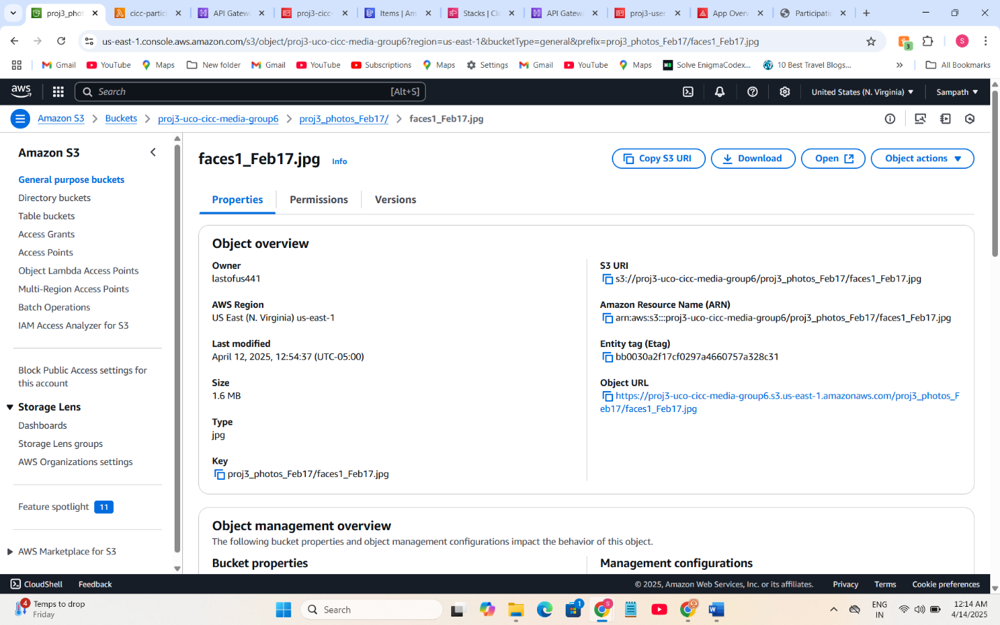 proj3_phot
cicc-parti
API Gatew
proj3-cicc-
Items | Am
Stacks | Cl
API Gatew
proj3-user
App Over
Participati
us-east-1.console.aws.amazon.com/s3/object/proj3-uco-cicc-media-group6?region=us-east-1&bucketType=general&prefix=proj3_photos_Feb17/faces1_Feb17.jpg
3
S
Gmail
YouTube
Maps
New folder
Gmail
YouTube
Subscriptions
Maps
Settings
Gmail
YouTube
Maps
Solve EnigmaCodex...
10 Best Travel Blogs...
»
All Bookmarks
aws
Search
[Alt+S]
United States (N. Virginia)
Sampath
Amazon S3
Buckets
proj3-uco-cicc-media-group6
proj3_photos_Feb17/
faces1_Feb17.jpg
Amazon S3
General purpose buckets
Directory buckets
Table buckets
Access Grants
Access Points
Object Lambda Access Points
Multi-Region Access Points
Batch Operations
IAM Access Analyzer for S3
Block Public Access settings for
this account
Storage Lens
Dashboards
Storage Lens groups
AWS Organizations settings
Feature spotlight 11
AWS Marketplace for S3
faces1_Feb17.jpg Info
Copy S3 URI
Download
Open
Object actions
Properties
Permissions
Versions
Object overview
Owner
lastofus441
AWS Region
US East (N. Virginia) us-east-1
Last modified
April 12, 2025, 12:54:37 (UTC-05:00)
Size
1.6 MB
Type
jpg
Key
proj3_photos_Feb17/faces1_Feb17.jpg
S3 URI
s3://proj3-uco-cicc-media-group6/proj3_photos_Feb17/faces1_Feb17.jpg
Amazon Resource Name (ARN)
arn:aws:s3:::proj3-uco-cicc-media-group6/proj3_photos_Feb17/faces1_Feb17.jpg
Entity tag (Etag)
bb0030a2f17cf0297a4660757a328c31
Object URL
https://proj3-uco-cicc-media-group6.s3.us-east-1.amazonaws.com/proj3_photos_F
eb17/faces1_Feb17.jpg
Object management overview
The following bucket properties and object management configurations impact the behavior of this object.
Bucket properties
Management configurations
CloudShell
Feedback
© 2025, Amazon Web Services, Inc. or its affiliates.
Privacy
Terms
Cookie preferences
4
Temps to drop
Friday
Search
1
S
W
ENG
IN
12:14 AM
4/14/2025